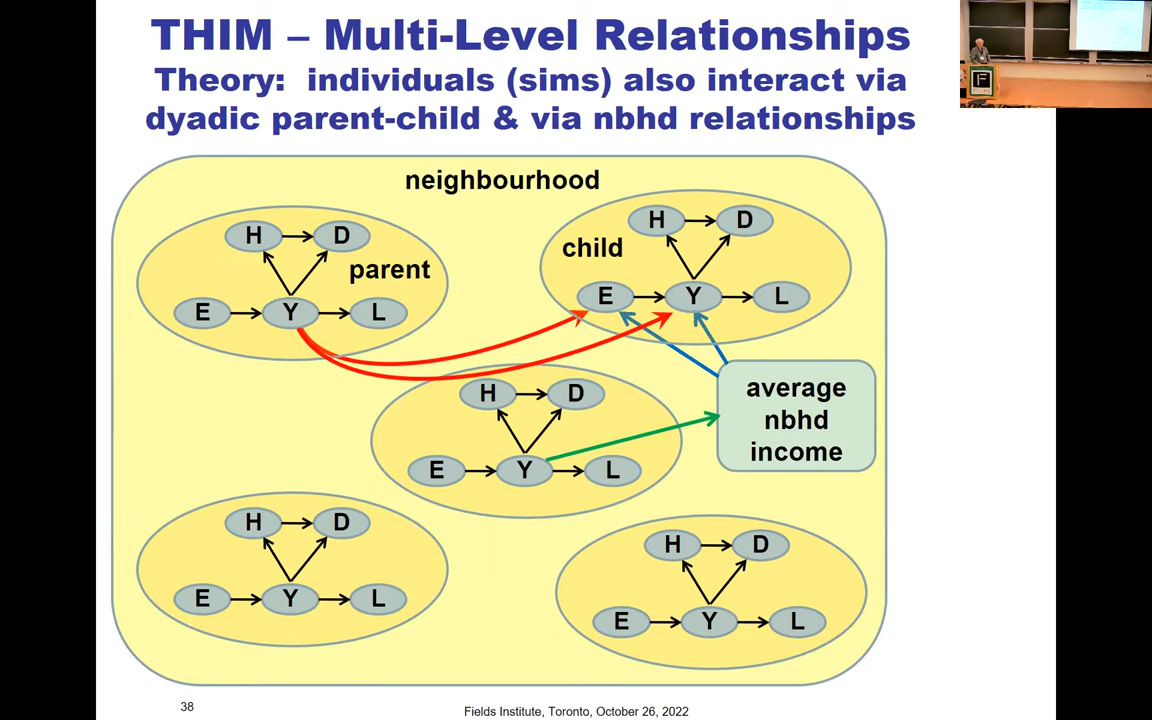 THIM – Multi-Level Relationships
Theory: individuals (sims) also interact via
dyadic parent-child & via nbhd relationships
neighbourhood
H D
parent
E Y L
H D
child
E Y L
H D
E Y L
average
nbhd
income
H D
E Y L
H D
E Y L
38
Fields Institute, Toronto, October 26, 2022
F